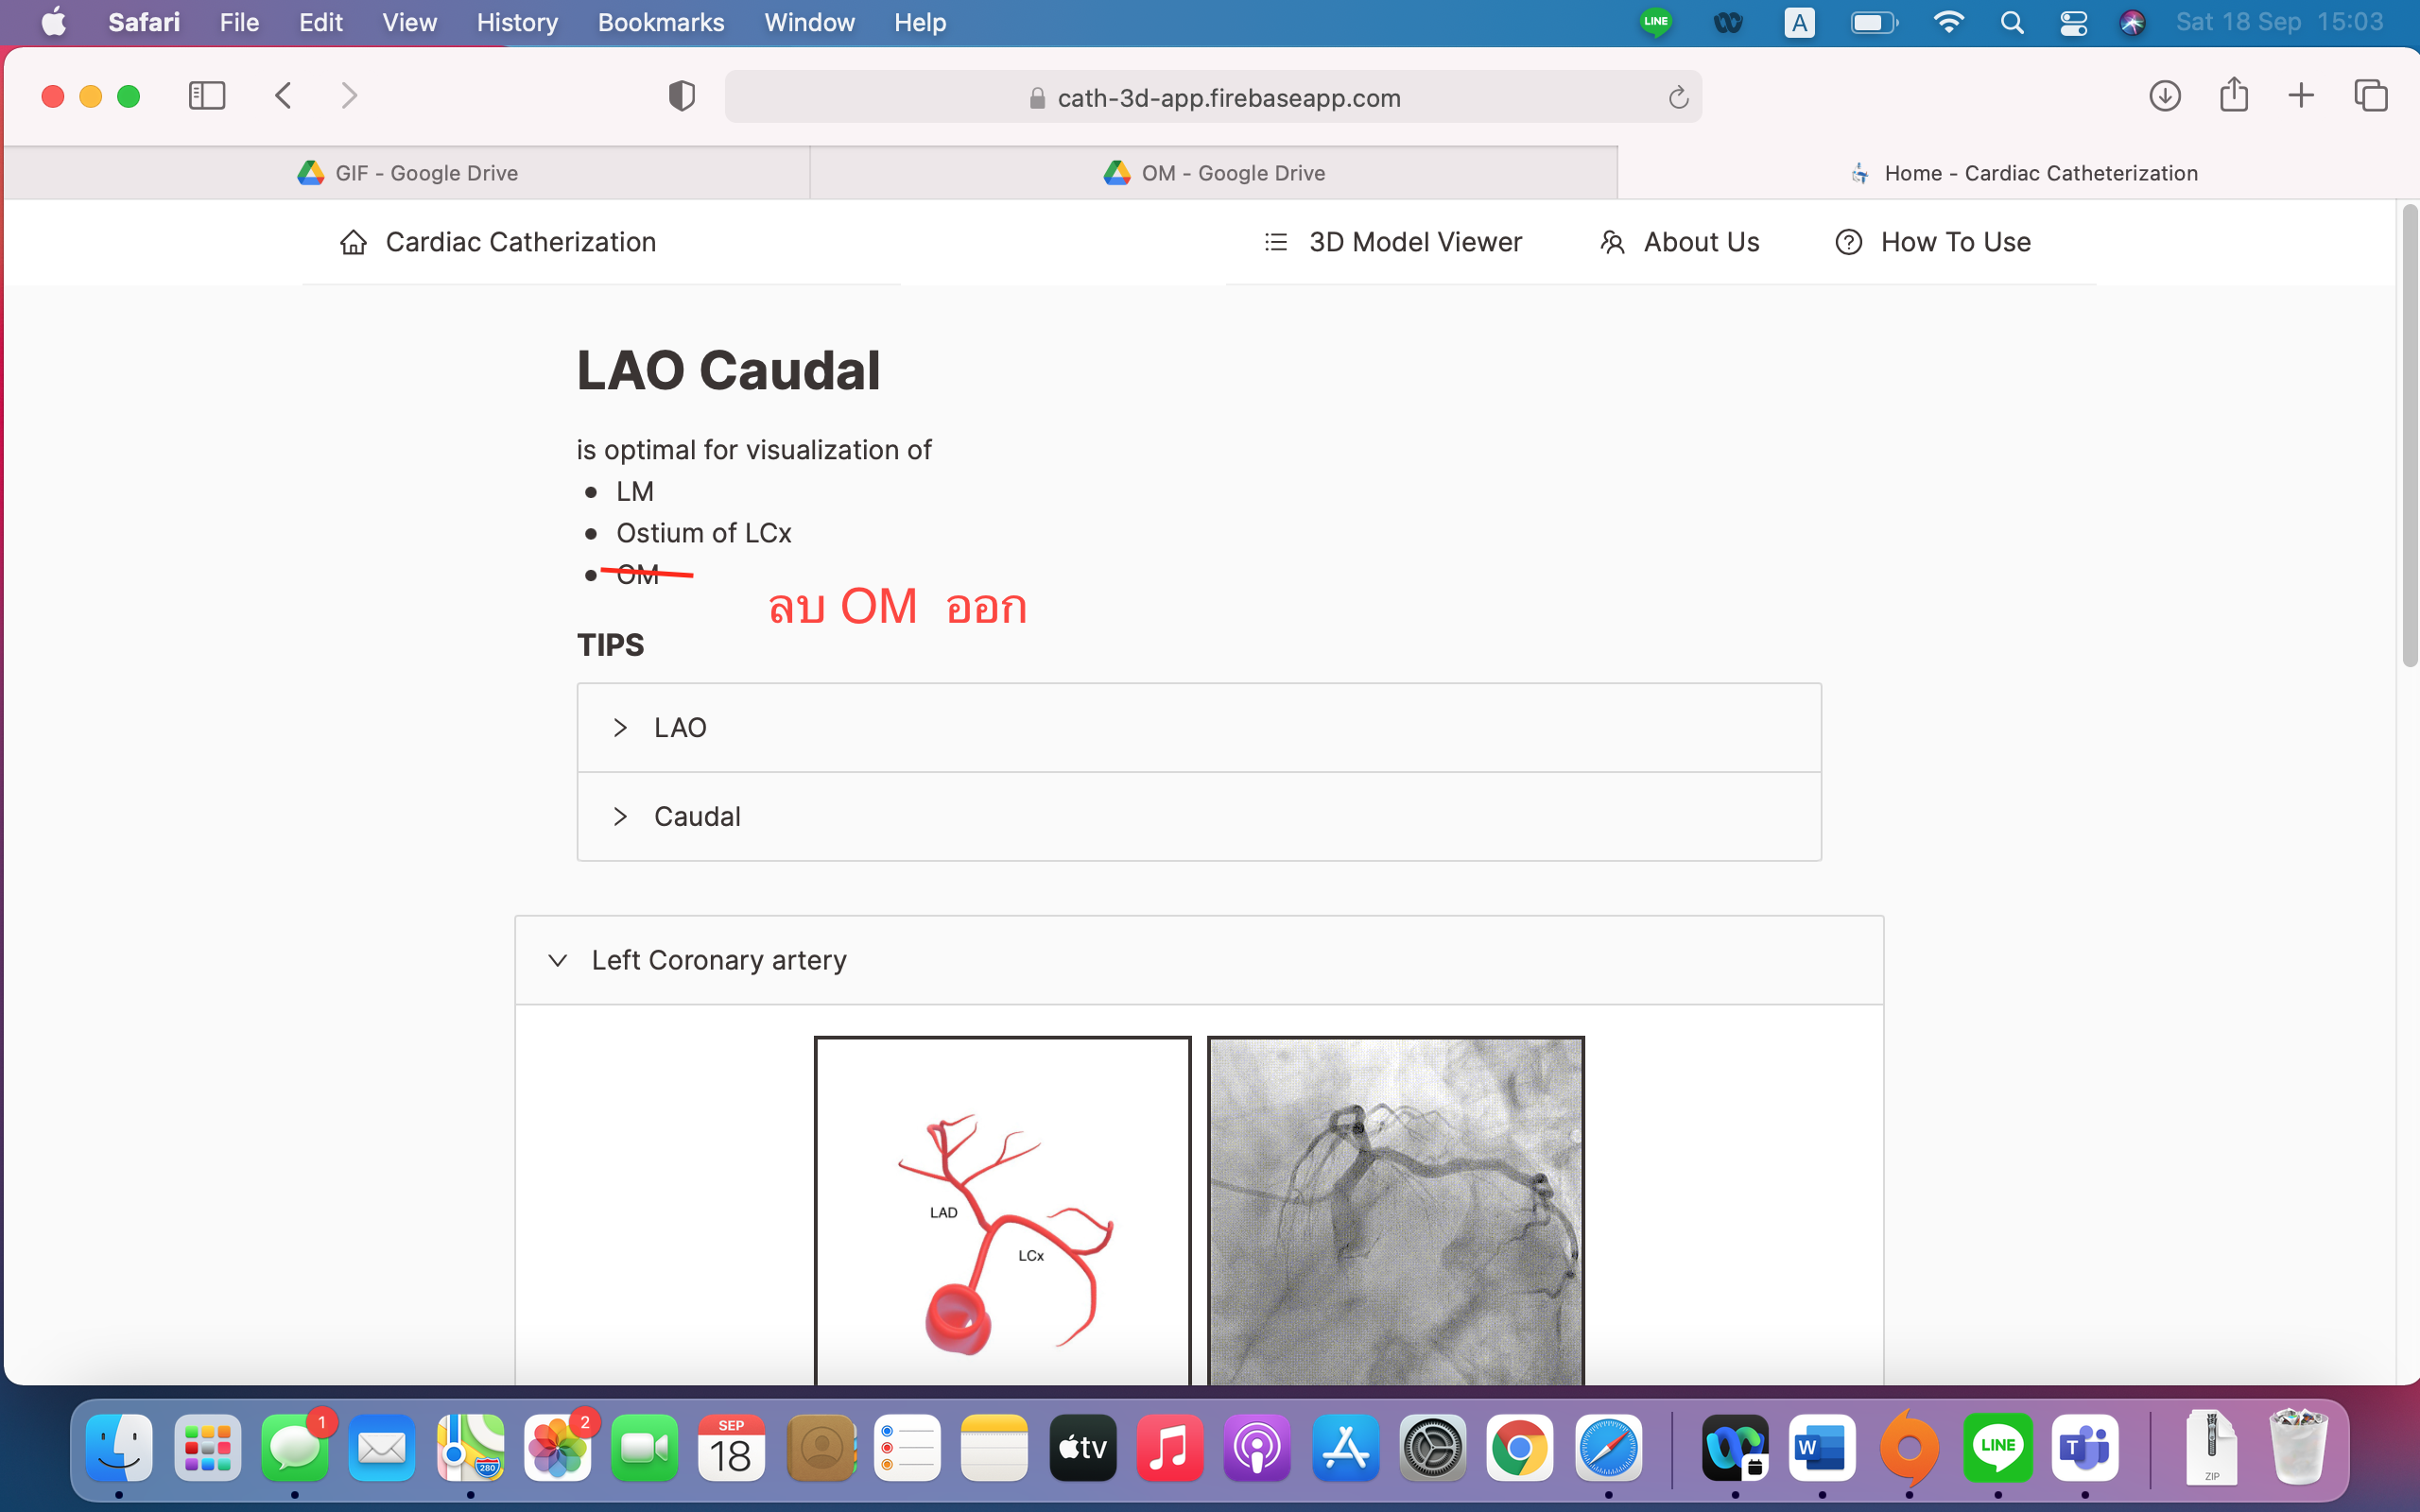 Safari File Edit View History Bookmarks Window Help LINE A Sat 18 Sep 15:03
cath-3d-app.firebaseapp.com
GIF - Google Drive
OM - Google Drive
Home - Cardiac Catheterization
Cardiac Catherization
3D Model Viewer
About Us
How To Use
LAO Caudal
is optimal for visualization of
LM
Ostium of LCx
OM
ลบ OM ออก
TIPS
LAO
Caudal
Left Coronary artery
LAD
LCx
1
280
2
SEP
18
tv
W
LINE
T
ZIP